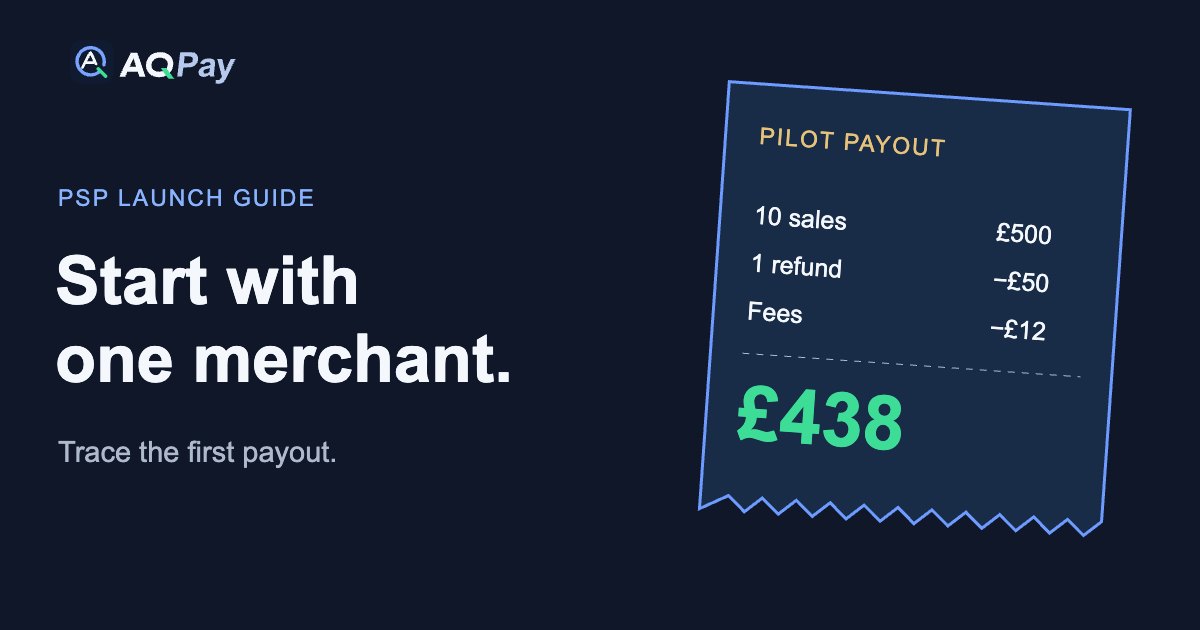 AQPay
PSP LAUNCH GUIDE
Start with
one merchant.
Trace the first payout.
PILOT PAYOUT
10 sales £500
1 refund −£50
Fees −£12
£438